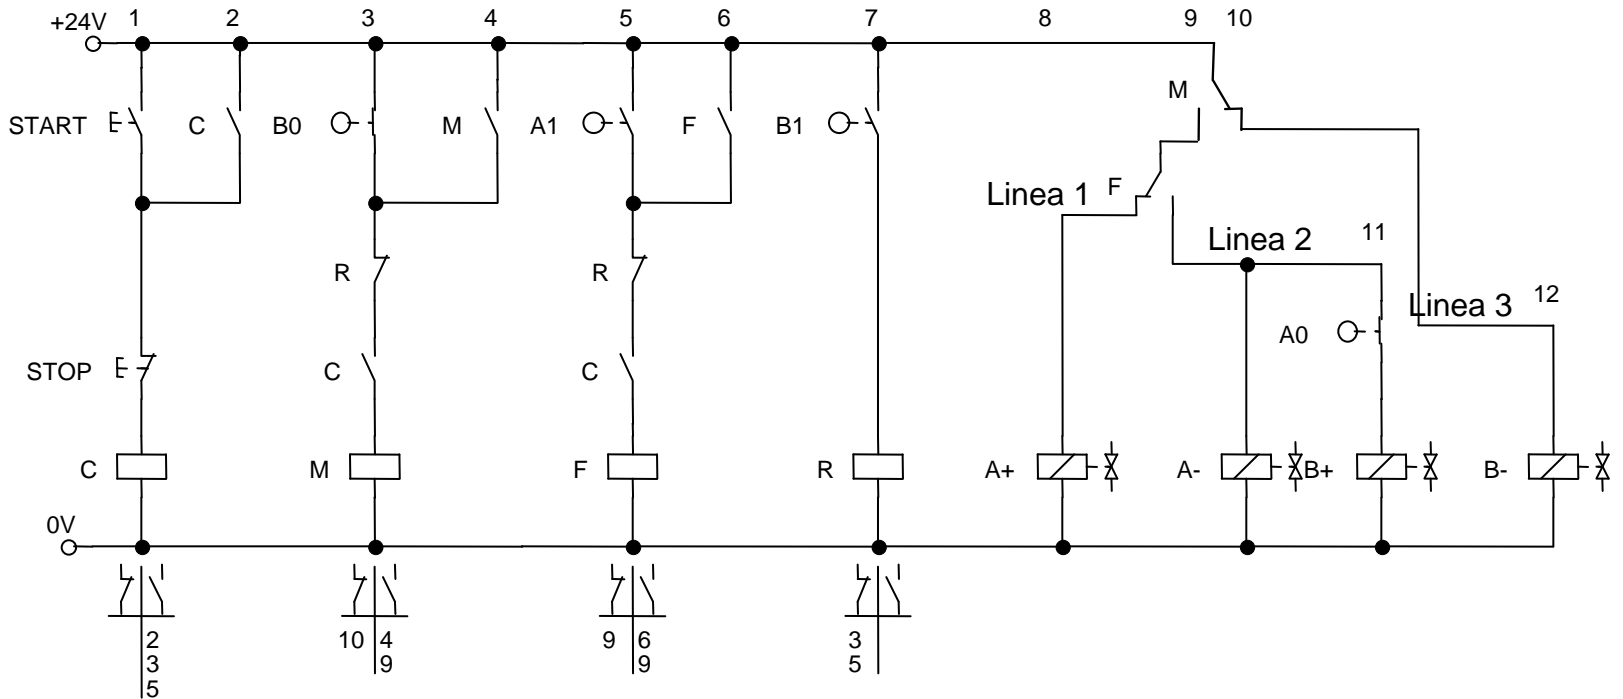 +24V
1 2 3 4 5 6 7 8 9 10
M
START C B0 M A1 F B1
Linea 1 F
Linea 2 11
R R
Linea 3 12
A0
STOP C C
C M F R A+ A- B+ B-
0V
2 10 4 9 6 3
3 9 9 5
5